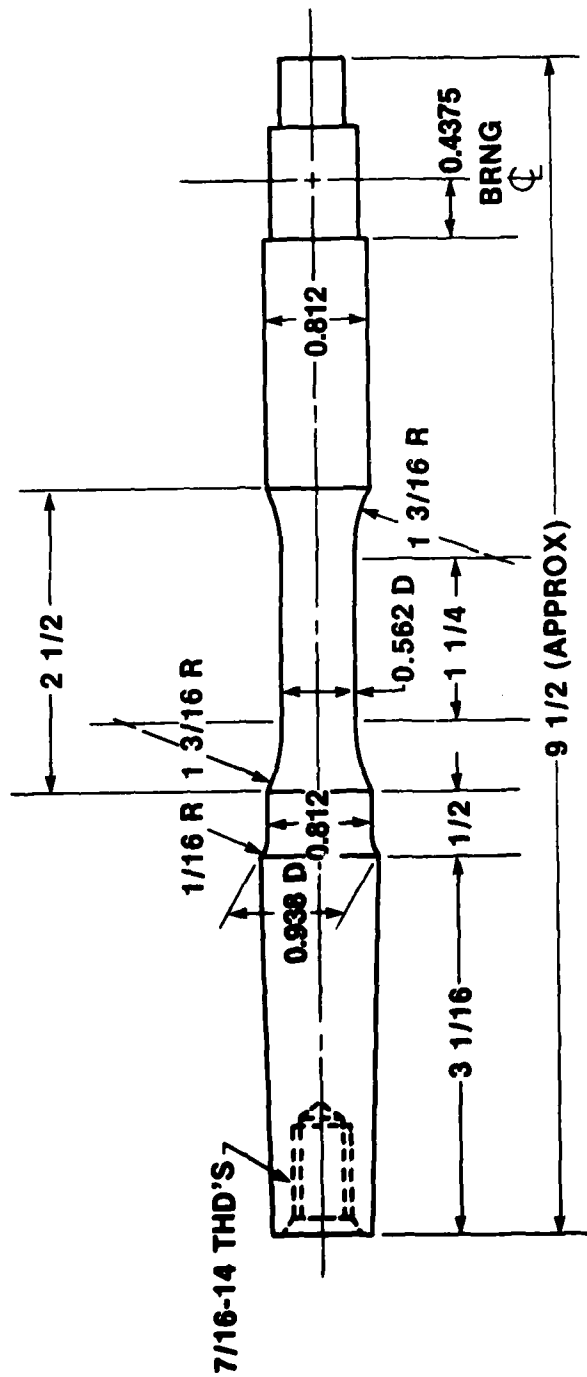 7/16-14 THD'S
1/16 R
1 3/16 R
2 1/2
0.938 D
0.812
0.562 D
1 3/16 R
0.812
3 1/16
1/2
1 1/4
0.4375
BRNG
℄
9 1/2 (APPROX)